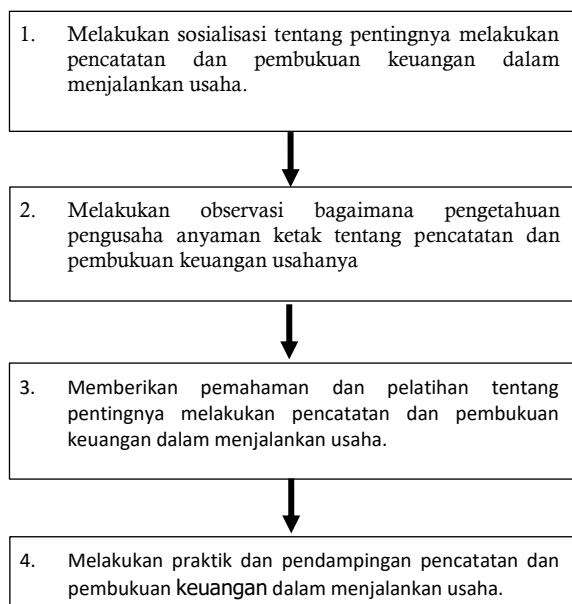 1. Melakukan sosialisasi tentang pentingnya melakukan
pencatatan dan pembukuan keuangan dalam
menjalankan usaha.
2. Melakukan observasi bagaimana pengetahuan
pengusaha anyaman ketak tentang pencatatan dan
pembukuan keuangan usahanya
3. Memberikan pemahaman dan pelatihan tentang
pentingnya melakukan pencatatan dan pembukuan
keuangan dalam menjalankan usaha.
4. Melakukan praktik dan pendampingan pencatatan dan
pembukuan keuangan dalam menjalankan usaha.